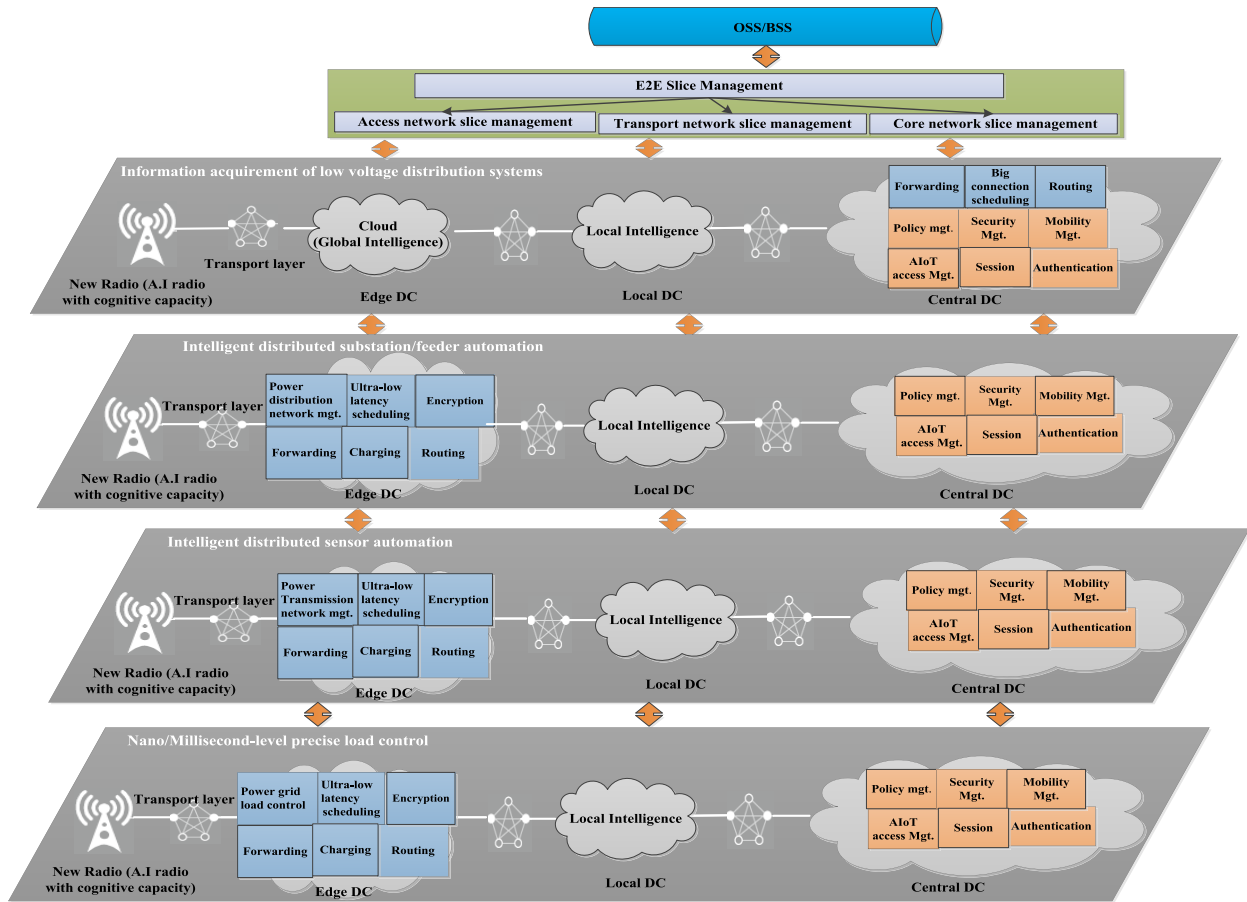 OSS/BSS
E2E Slice Management
Access network slice management
Transport network slice management
Core network slice management
Information acquirement of low voltage distribution systems
New Radio (A.I radio
with cognitive capacity)
Transport layer
Cloud
(Global Intelligence)
Edge DC
Local Intelligence
Local DC
Forwarding
Big
connection
scheduling
Routing
Policy mgt.
Security
Mgt.
Mobility
Mgt.
AIoT
access Mgt.
Session
Authentication
Central DC
Intelligent distributed substation/feeder automation
New Radio (A.I radio
with cognitive capacity)
Transport layer
Power
distribution
network mgt.
Ultra-low
latency
scheduling
Encryption
Forwarding
Charging
Routing
Edge DC
Local Intelligence
Local DC
Policy mgt.
Security
Mgt.
Mobility Mgt.
AIoT
access Mgt.
Session
Authentication
Central DC
Intelligent distributed sensor automation
New Radio (A.I radio
with cognitive capacity)
Transport layer
Power
Transmission
network mgt.
Ultra-low
latency
scheduling
Encryption
Forwarding
Charging
Routing
Edge DC
Local Intelligence
Local DC
Policy mgt.
Security
Mgt.
Mobility
Mgt.
AIoT
access Mgt.
Session
Authentication
Central DC
Nano/Millisecond-level precise load control
New Radio (A.I radio
with cognitive capacity)
Transport layer
Power grid
load control
Ultra-low
latency
scheduling
Encryption
Forwarding
Charging
Routing
Edge DC
Local Intelligence
Local DC
Policy mgt.
Security
Mgt.
Mobility
Mgt.
AIoT
access Mgt.
Session
Authentication
Central DC